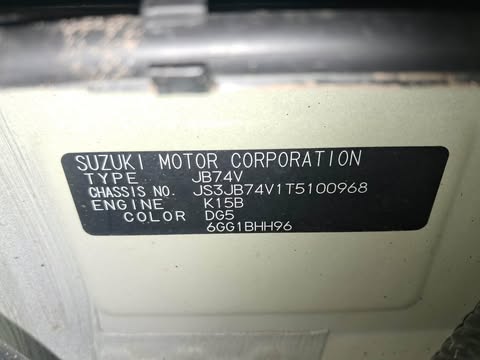 SUZUKI MOTOR CORPORATION
TYPE JB74V
CHASSIS NO. JS3JB74V1T5100968
ENGINE K15B
COLOR DG5
6GG1BHH96